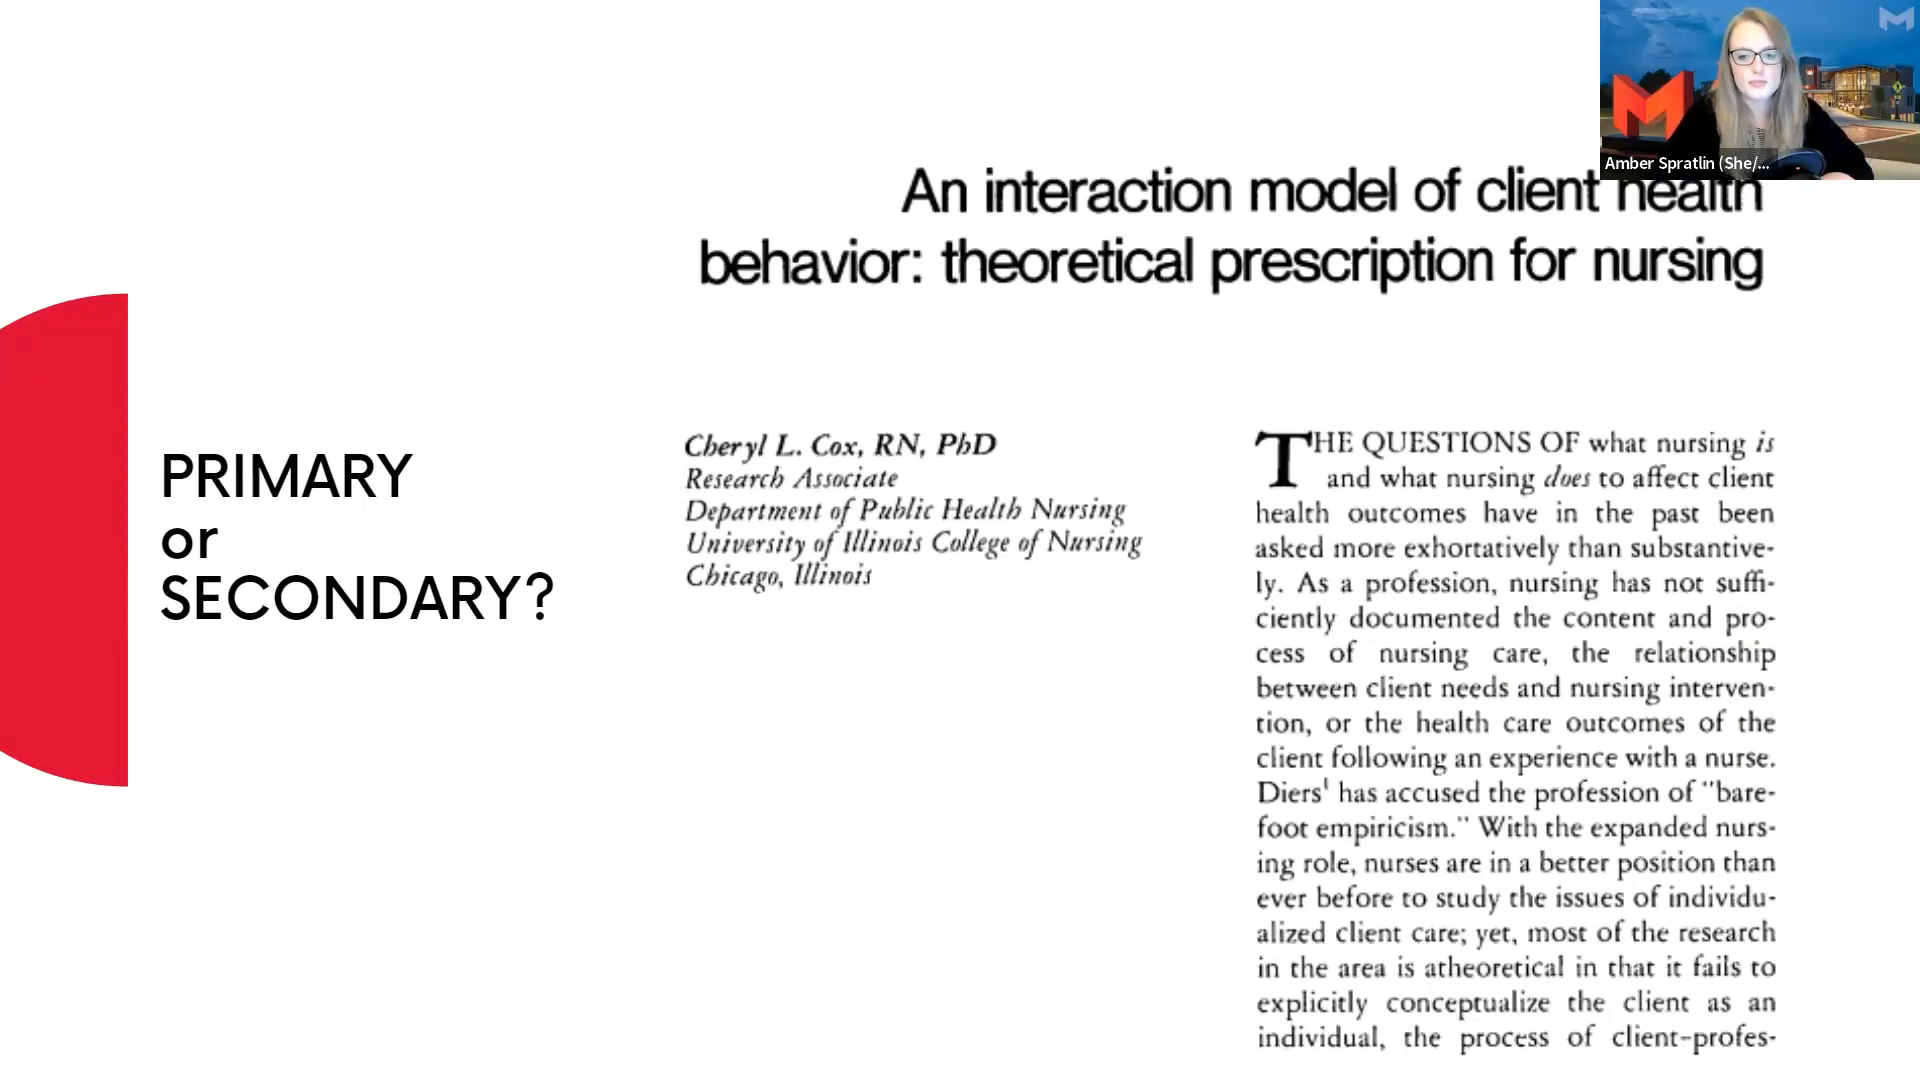 An interaction model of client health
behavior: theoretical prescription for nursing
Amber Spratlin (She/...
PRIMARY
or
SECONDARY?
Cheryl L. Cox, RN, PhD
Research Associate
Department of Public Health Nursing
University of Illinois College of Nursing
Chicago, Illinois
THE QUESTIONS OF what nursing is
and what nursing does to affect client
health outcomes have in the past been
asked more exhortatively than substantive-
ly. As a profession, nursing has not suffi-
ciently documented the content and pro-
cess of nursing care, the relationship
between client needs and nursing interven-
tion, or the health care outcomes of the
client following an experience with a nurse.
Diers¹ has accused the profession of "bare-
foot empiricism." With the expanded nurs-
ing role, nurses are in a better position than
ever before to study the issues of individu-
alized client care; yet, most of the research
in the area is atheoretical in that it fails to
explicitly conceptualize the client as an
individual, the process of client-profes-